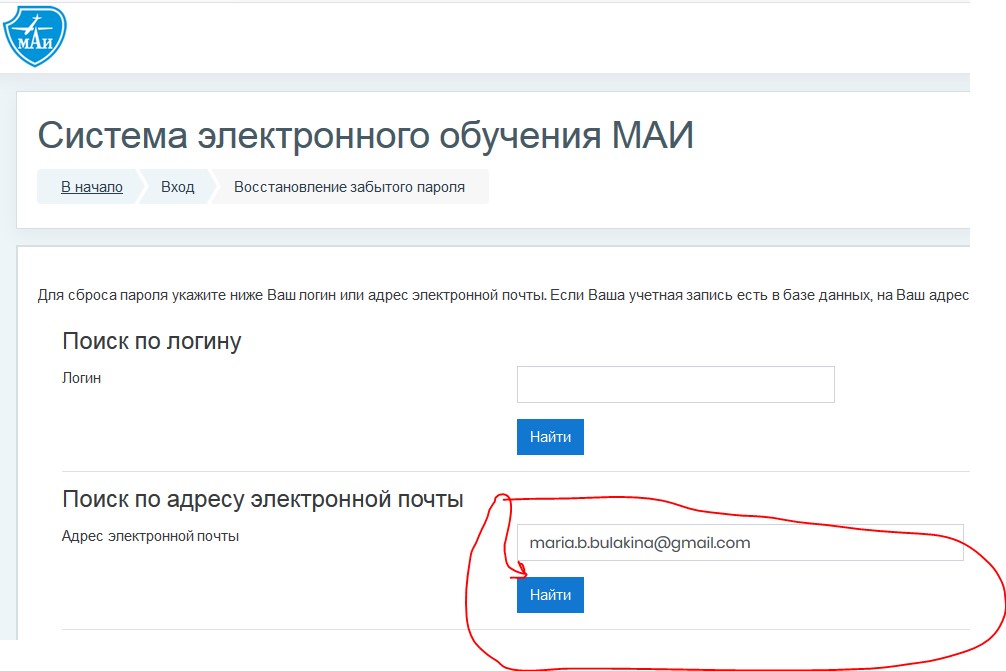 МАИ
Система электронного обучения МАИ
В начало Вход Восстановление забытого пароля
Для сброса пароля укажите ниже Ваш логин или адрес электронной почты. Если Ваша учетная запись есть в базе данных, на Ваш адрес
Поиск по логину
Логин
Найти
Поиск по адресу электронной почты
Адрес электронной почты maria.b.bulakina@gmail.com
Найти